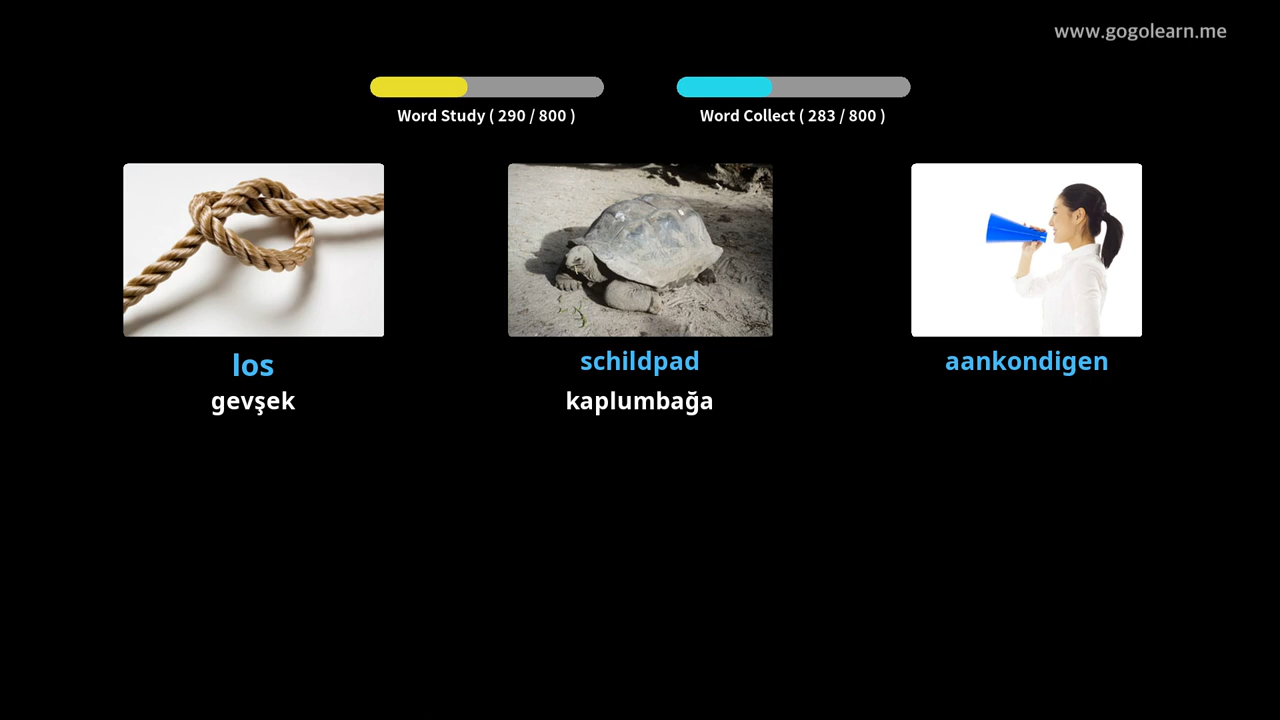 www.gogolearn.me
Word Study ( 290 / 800 )
Word Collect ( 283 / 800 )
los
schildpad
aankondigen
gevşek
kaplumbağa